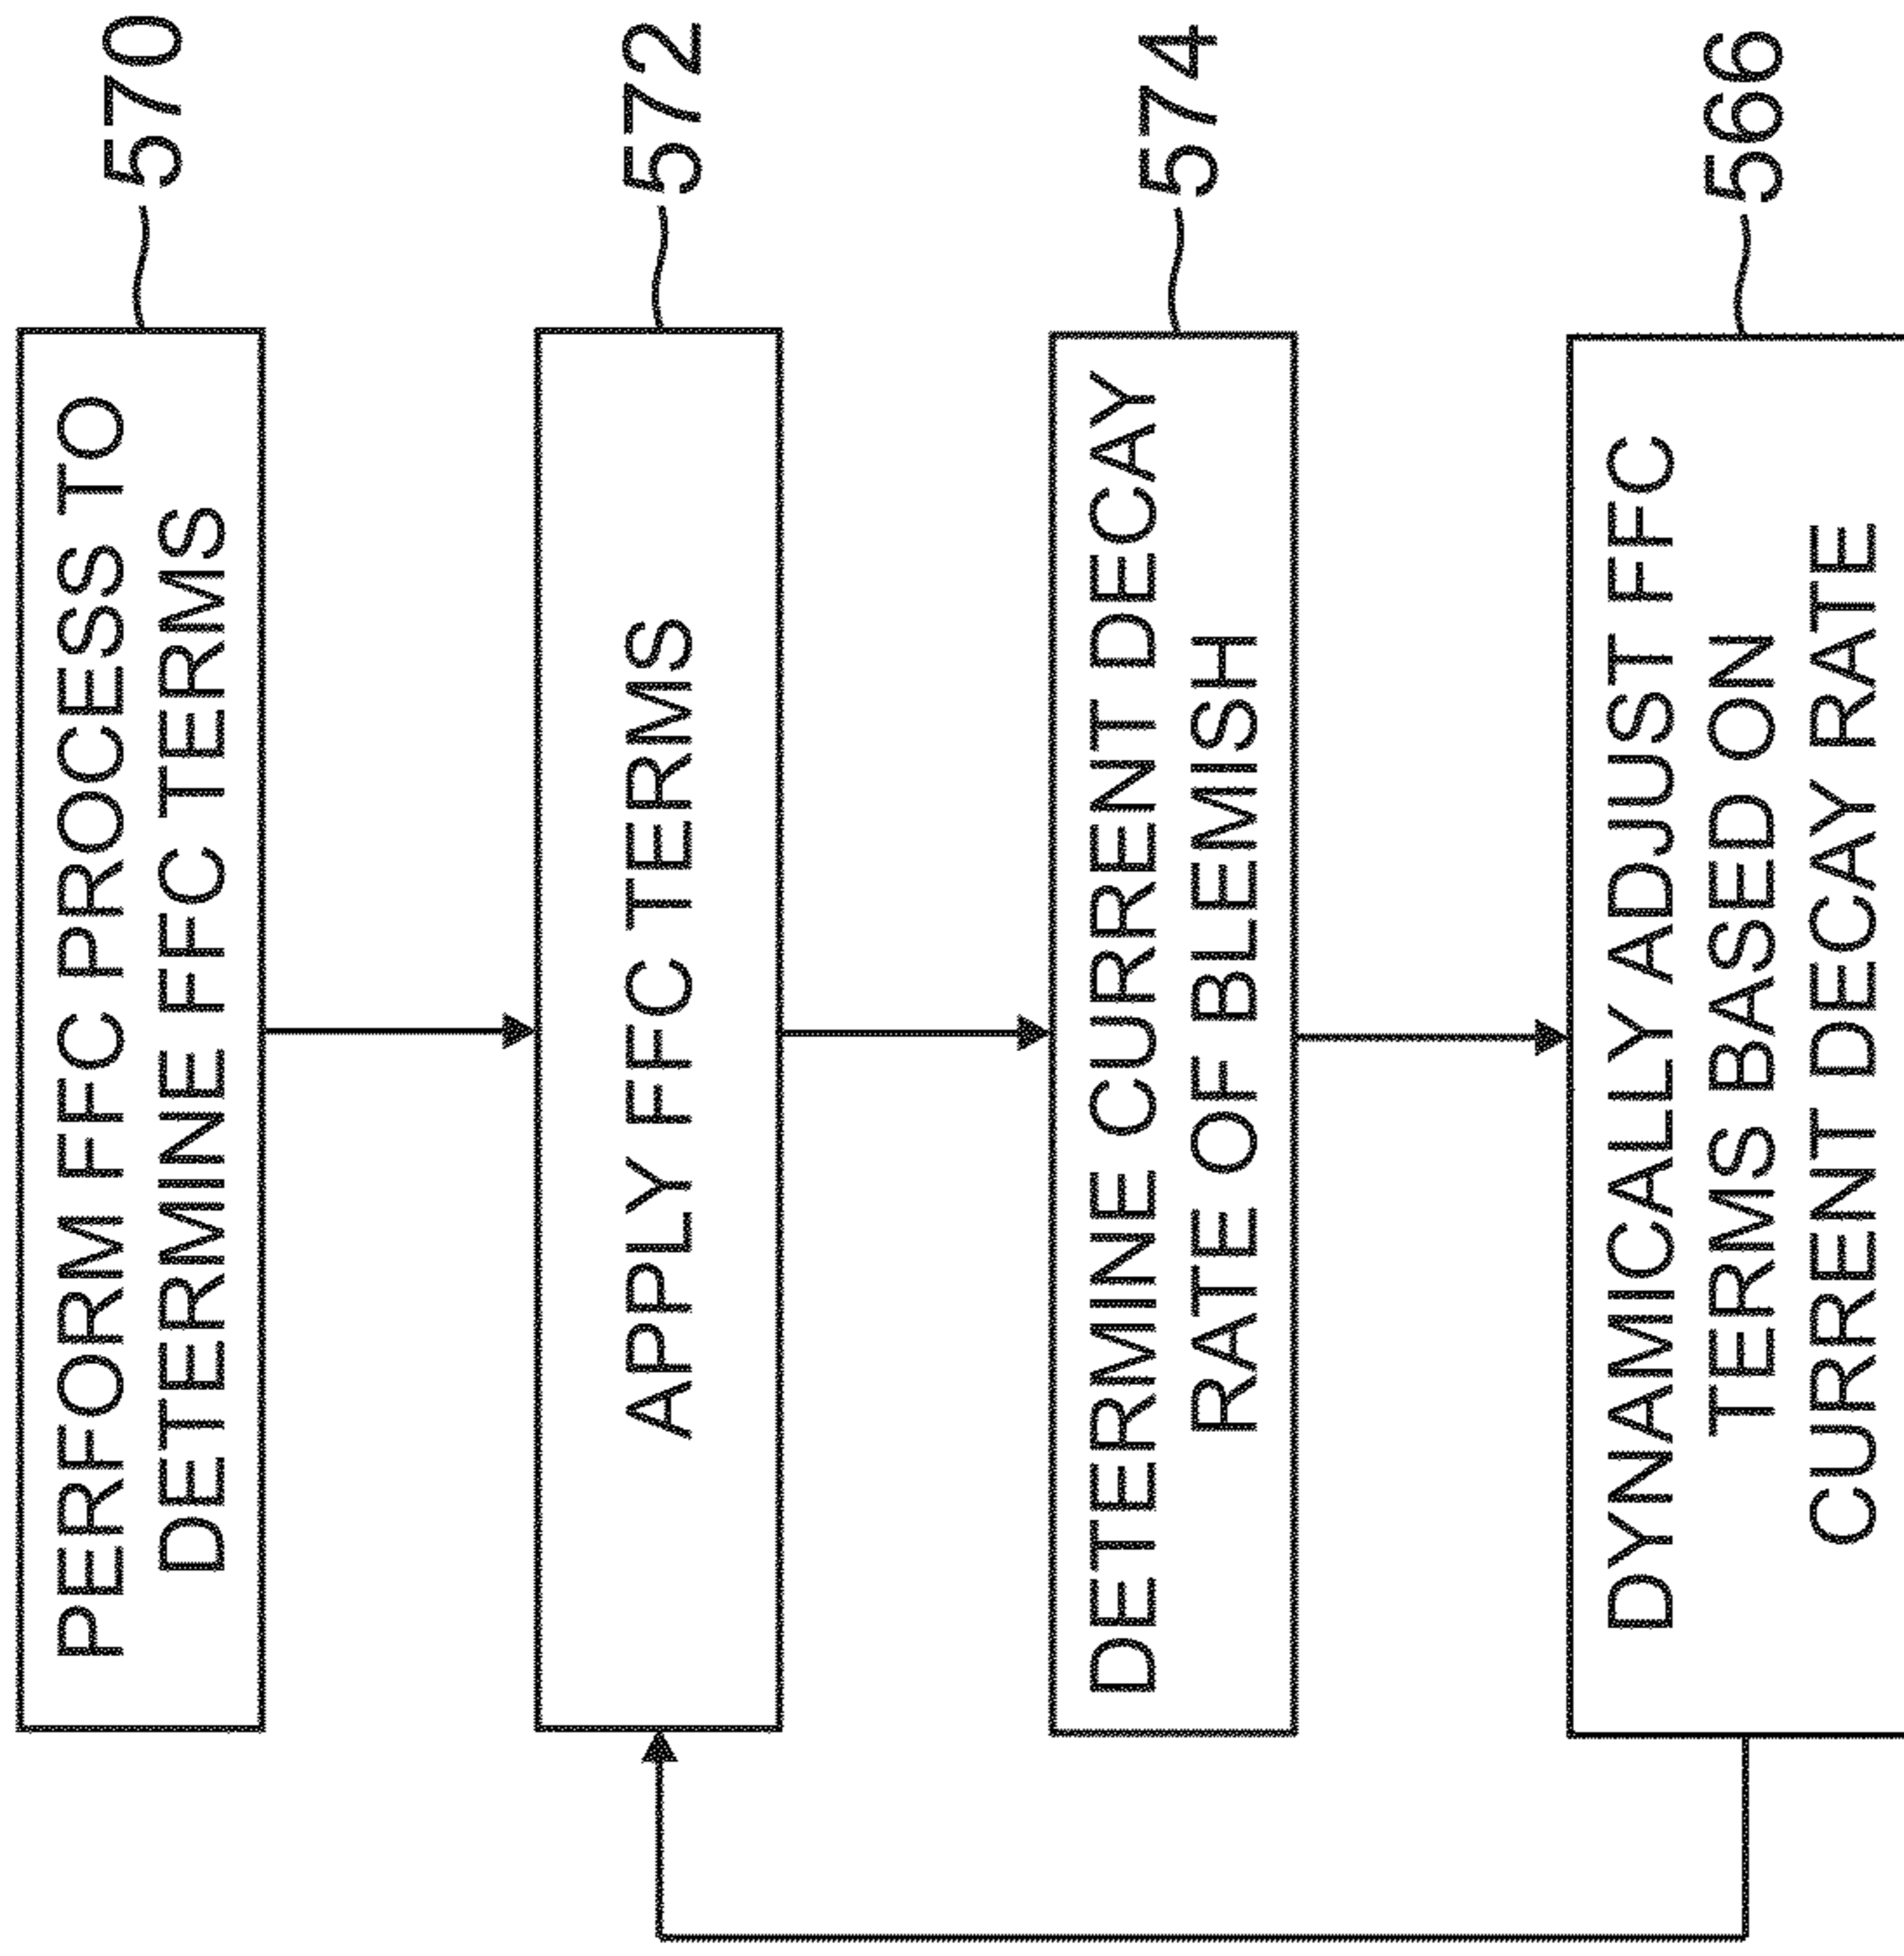 PERFORM FFC PROCESS TO
DETERMINE FFC TERMS
570
APPLY FFC TERMS
572
DETERMINE CURRENT DECAY
RATE OF BLEMISH
574
DYNAMICALLY ADJUST FFC
TERMS BASED ON
CURRENT DECAY RATE
566